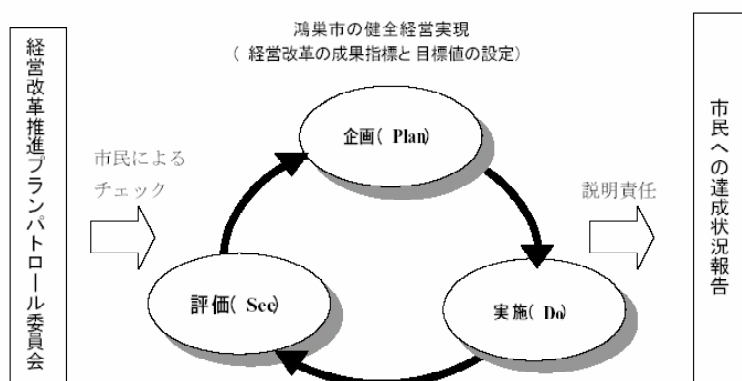 鴻巣市の健全経営実現
( 経営改革の成果指標と目標値の設定)
経営改革推進プランパトロール委員会
市民による
チェック
企画( Plan)
説明責任
市民への達成状況報告
評価( See)
実施( Do)